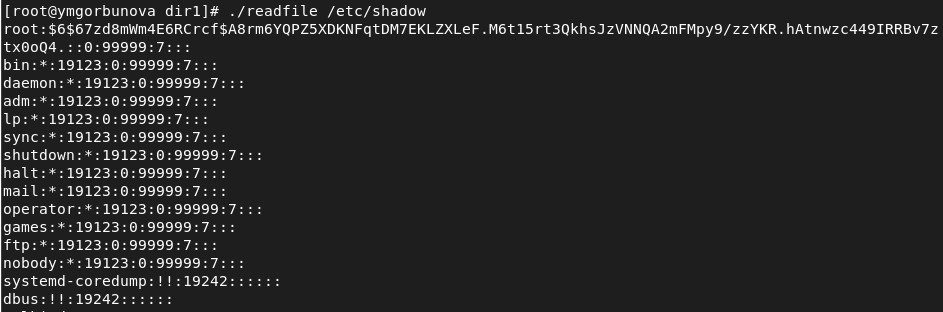 [root@ymgorbunova dir1]# ./readfile /etc/shadow
root:$6$67zd8mWm4E6RCrcf$A8rm6YQPZ5XDKNFqtDM7EKLZXLeF.M6t15rt3QkhsJzVNNQA2mFMpy9/zzYKR.hAtnwzc449IRRBv7z
tx0oQ4.::0:99999:7:::
bin:*:19123:0:99999:7:::
daemon:*:19123:0:99999:7:::
adm:*:19123:0:99999:7:::
lp:*:19123:0:99999:7:::
sync:*:19123:0:99999:7:::
shutdown:*:19123:0:99999:7:::
halt:*:19123:0:99999:7:::
mail:*:19123:0:99999:7:::
operator:*:19123:0:99999:7:::
games:*:19123:0:99999:7:::
ftp:*:19123:0:99999:7:::
nobody:*:19123:0:99999:7:::
systemd-coredump:!!:19242::::::
dbus:!!:19242::::::